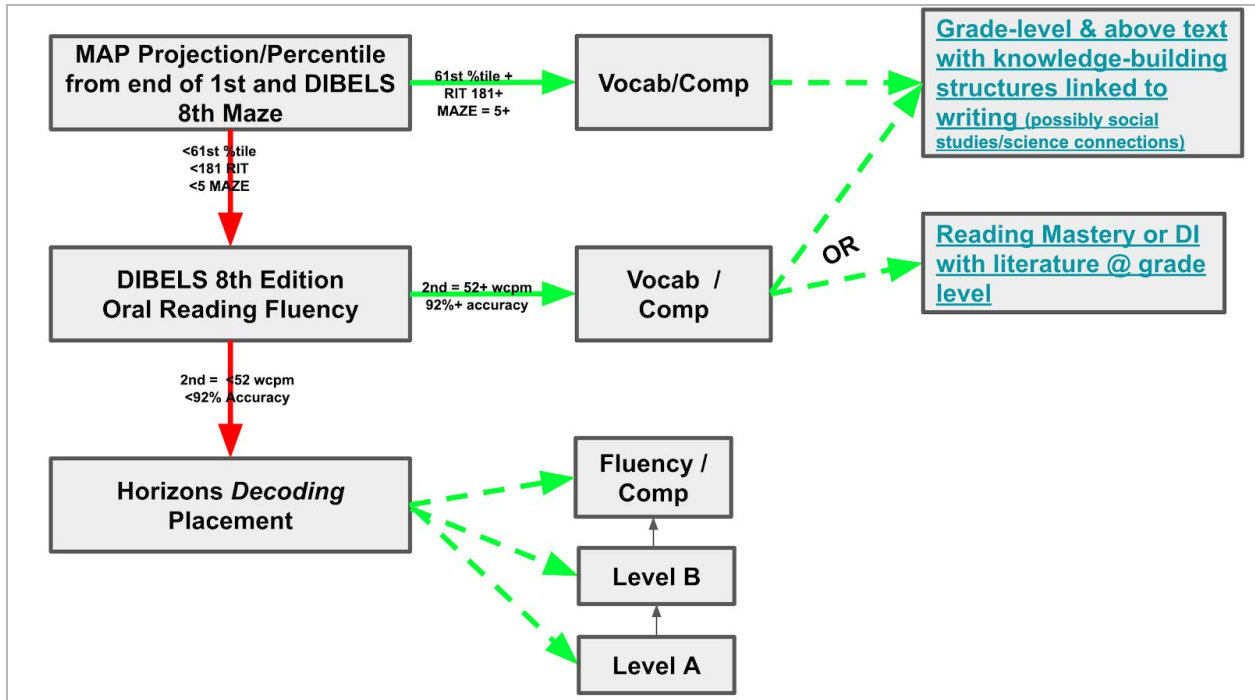 MAP Projection/Percentile
from end of 1st and DIBELS
8th Maze
61st %tile +
RIT 181+
MAZE = 5+
Vocab/Comp
Grade-level & above text
with knowledge-building
structures linked to
writing (possibly social
studies/science connections)
<61st %tile
<181 RIT
<5 MAZE
DIBELS 8th Edition
Oral Reading Fluency
2nd = 52+ wcpm
92%+ accuracy
Vocab /
Comp
OR
Reading Mastery or DI
with literature @ grade
level
2nd = <52 wcpm
<92% Accuracy
Horizons Decoding
Placement
Fluency /
Comp
Level B
Level A